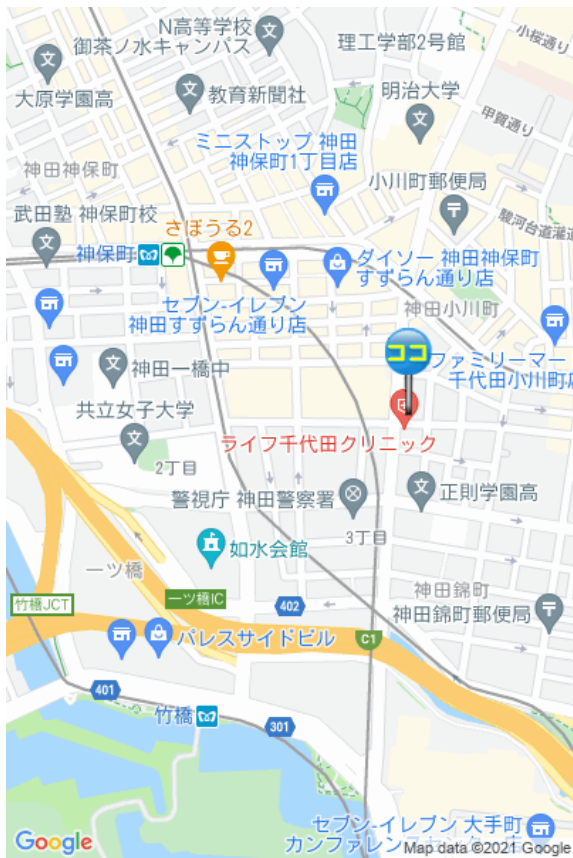 N高等学校
御茶ノ水キャンパス
理工学部2号館
小桜通り
大原学園高
教育新聞社
明治大学
甲賀通り
ミニストップ 神田
神保町1丁目店
神田神保町
小川町郵便局
武田塾 神保町校
さぼうる2
駿河台道灌道
神保町
ダイソー 神田神保町
すずらん通り店
セブン-イレブン
神田すずらん通り店
神田小川町
ココ
ファミリーマー
千代田小川町店
神田一橋中
共立女子大学
ライフ千代田クリニック
2丁目
警視庁 神田警察署
正則学園高
3丁目
如水会館
一ツ橋
神田錦町
竹橋JCT
一ツ橋IC
402
神田錦町郵便局
パレスサイドビル
C1
401
竹橋
301
セブン-イレブン 大手町
カンファレンスセンター店
Google
Map data ©2021 Google